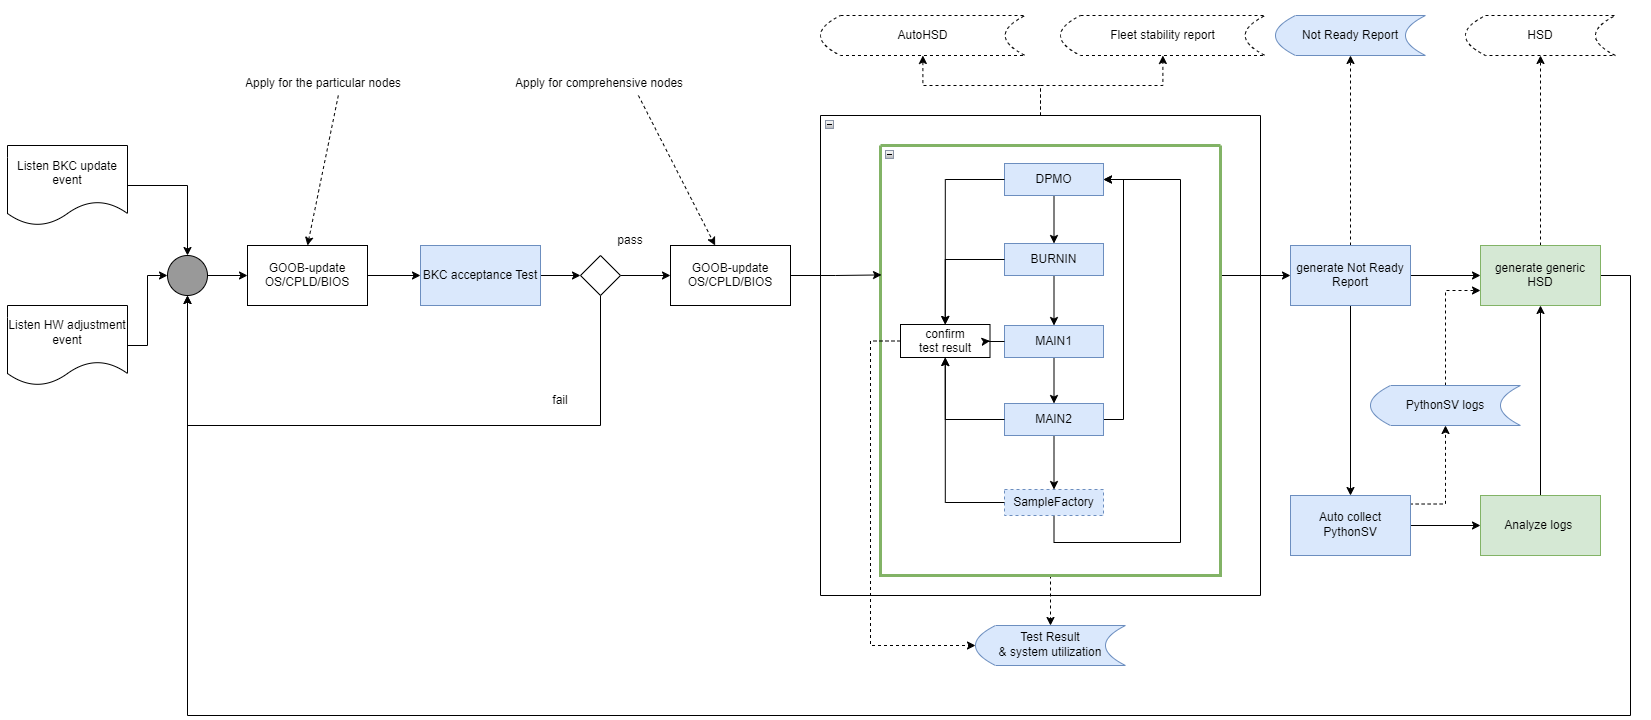 AutoHSD
Fleet stability report
Not Ready Report
HSD
Apply for the particular nodes
Apply for comprehensive nodes
Listen BKC update
event
Listen HW adjustment
event
GOOB-update
OS/CPLD/BIOS
BKC acceptance Test
pass
fail
GOOB-update
OS/CPLD/BIOS
DPMO
BURNIN
confirm
test result
MAIN1
MAIN2
SampleFactory
generate Not Ready
Report
generate generic
HSD
PythonSV logs
Auto collect
PythonSV
Analyze logs
Test Result
& system utilization